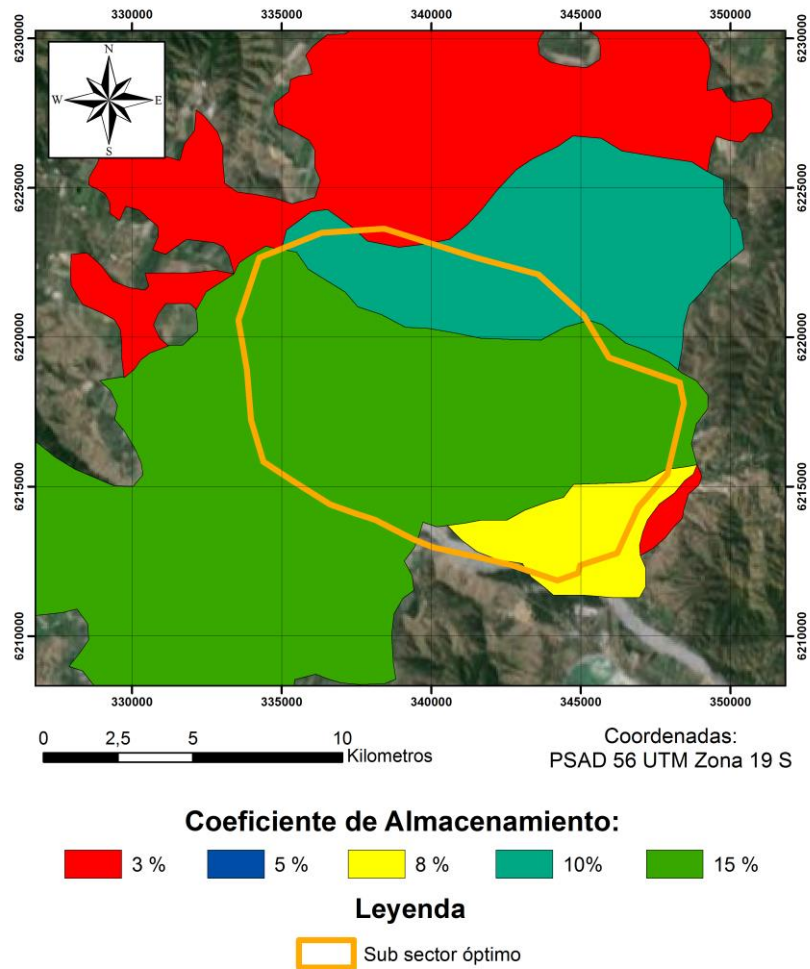 330000 335000 340000 345000 350000
6230000 6230000
N
W E
S
6225000 6225000
6220000 6220000
6215000 6215000
6210000 6210000
330000 335000 340000 345000 350000
0 2,5 5 10
Kilometros
Coordenadas:
PSAD 56 UTM Zona 19 S
Coeficiente de Almacenamiento:
3 % 5 % 8 % 10% 15 %
Leyenda
Sub sector óptimo